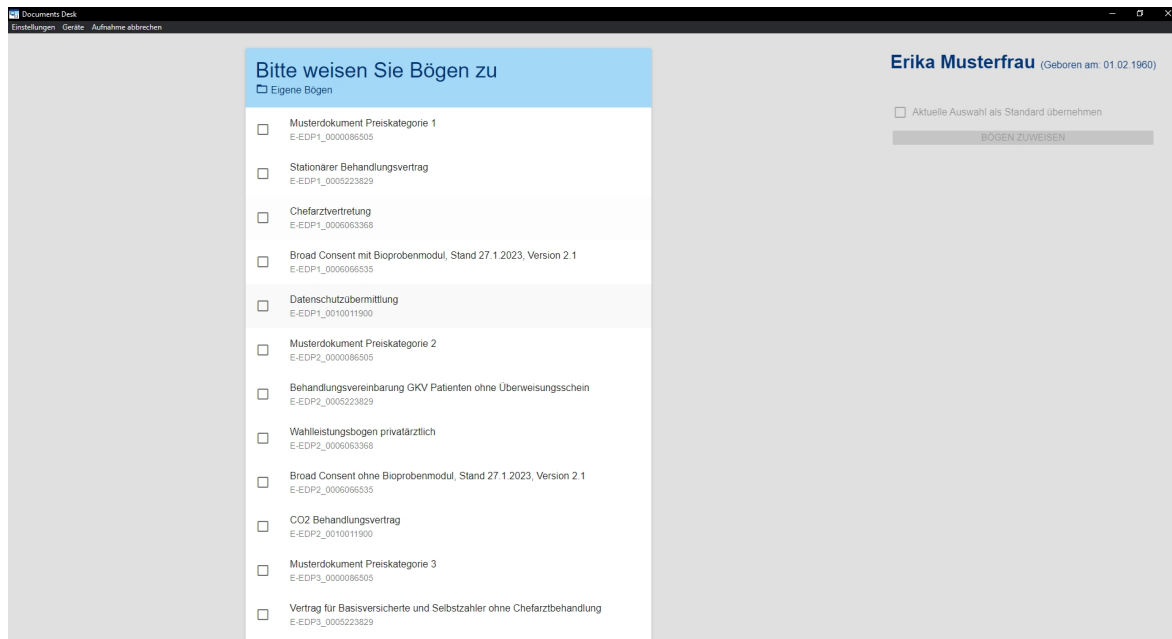 Documents Desk
Einstellungen Geräte Aufnahme abbrechen
Bitte weisen Sie Bögen zu
Eigene Bögen
Musterdokument Preiskategorie 1
E-EDP1_0000086505
Stationärer Behandlungsvertrag
E-EDP1_0005223829
Chefarztvertretung
E-EDP1_0006063368
Broad Consent mit Bioprobenmodul, Stand 27.1.2023, Version 2.1
E-EDP1_0006066535
Datenschutzübermittlung
E-EDP1_0010011900
Musterdokument Preiskategorie 2
E-EDP2_0000086505
Behandlungsvereinbarung GKV Patienten ohne Überweisungsschein
E-EDP2_0005223829
Wahlleistungsbogen privatärztlich
E-EDP2_0006063368
Broad Consent ohne Bioprobenmodul, Stand 27.1.2023, Version 2.1
E-EDP2_0006066535
CO2 Behandlungsvertrag
E-EDP2_0010011900
Musterdokument Preiskategorie 3
E-EDP3_0000086505
Vertrag für Basisversicherte und Selbstzahler ohne Chefarztbehandlung
E-EDP3_0005223829
Erika Musterfrau (Geboren am: 01.02.1960)
Aktuelle Auswahl als Standard übernehmen
BÖGEN ZUWEISEN